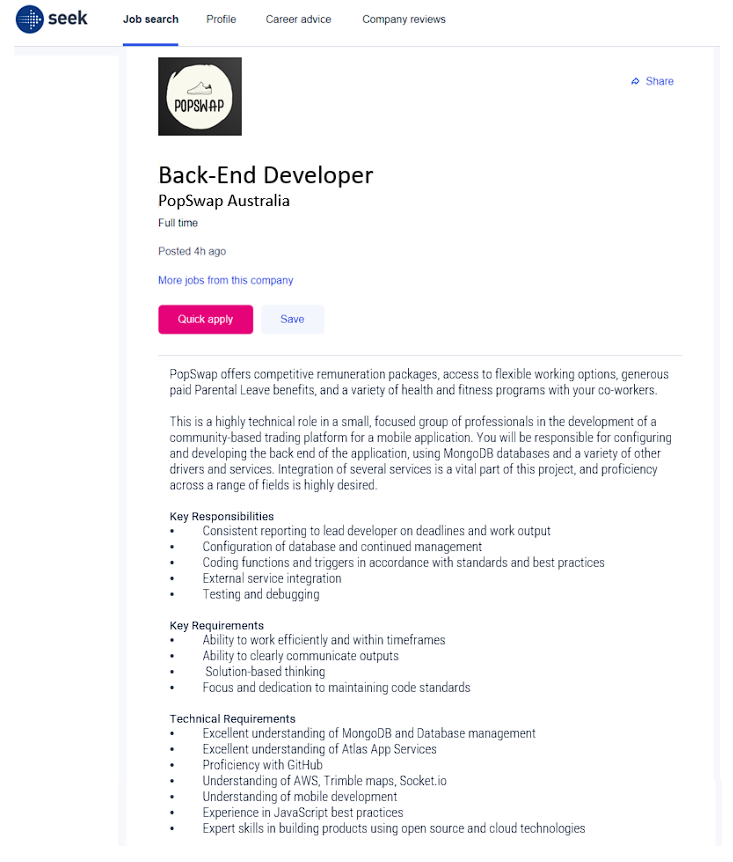 seek
Job search
Profile
Career advice
Company reviews
POPSWAP
Share
Back-End Developer
PopSwap Australia
Full time
Posted 4h ago
More jobs from this company
Quick apply
Save
PopSwap offers competitive remuneration packages, access to flexible working options, generous
paid Parental Leave benefits, and a variety of health and fitness programs with your co-workers.
This is a highly technical role in a small, focused group of professionals in the development of a
community-based trading platform for a mobile application. You will be responsible for configuring
and developing the back end of the application, using MongoDB databases and a variety of other
drivers and services. Integration of several services is a vital part of this project, and proficiency
across a range of fields is highly desired.
Key Responsibilities
• Consistent reporting to lead developer on deadlines and work output
• Configuration of database and continued management
• Coding functions and triggers in accordance with standards and best practices
• External service integration
• Testing and debugging
Key Requirements
• Ability to work efficiently and within timeframes
• Ability to clearly communicate outputs
• Solution-based thinking
• Focus and dedication to maintaining code standards
Technical Requirements
• Excellent understanding of MongoDB and Database management
• Excellent understanding of Atlas App Services
• Proficiency with GitHub
• Understanding of AWS, Trimble maps, Socket.io
• Understanding of mobile development
• Experience in JavaScript best practices
• Expert skills in building products using open source and cloud technologies